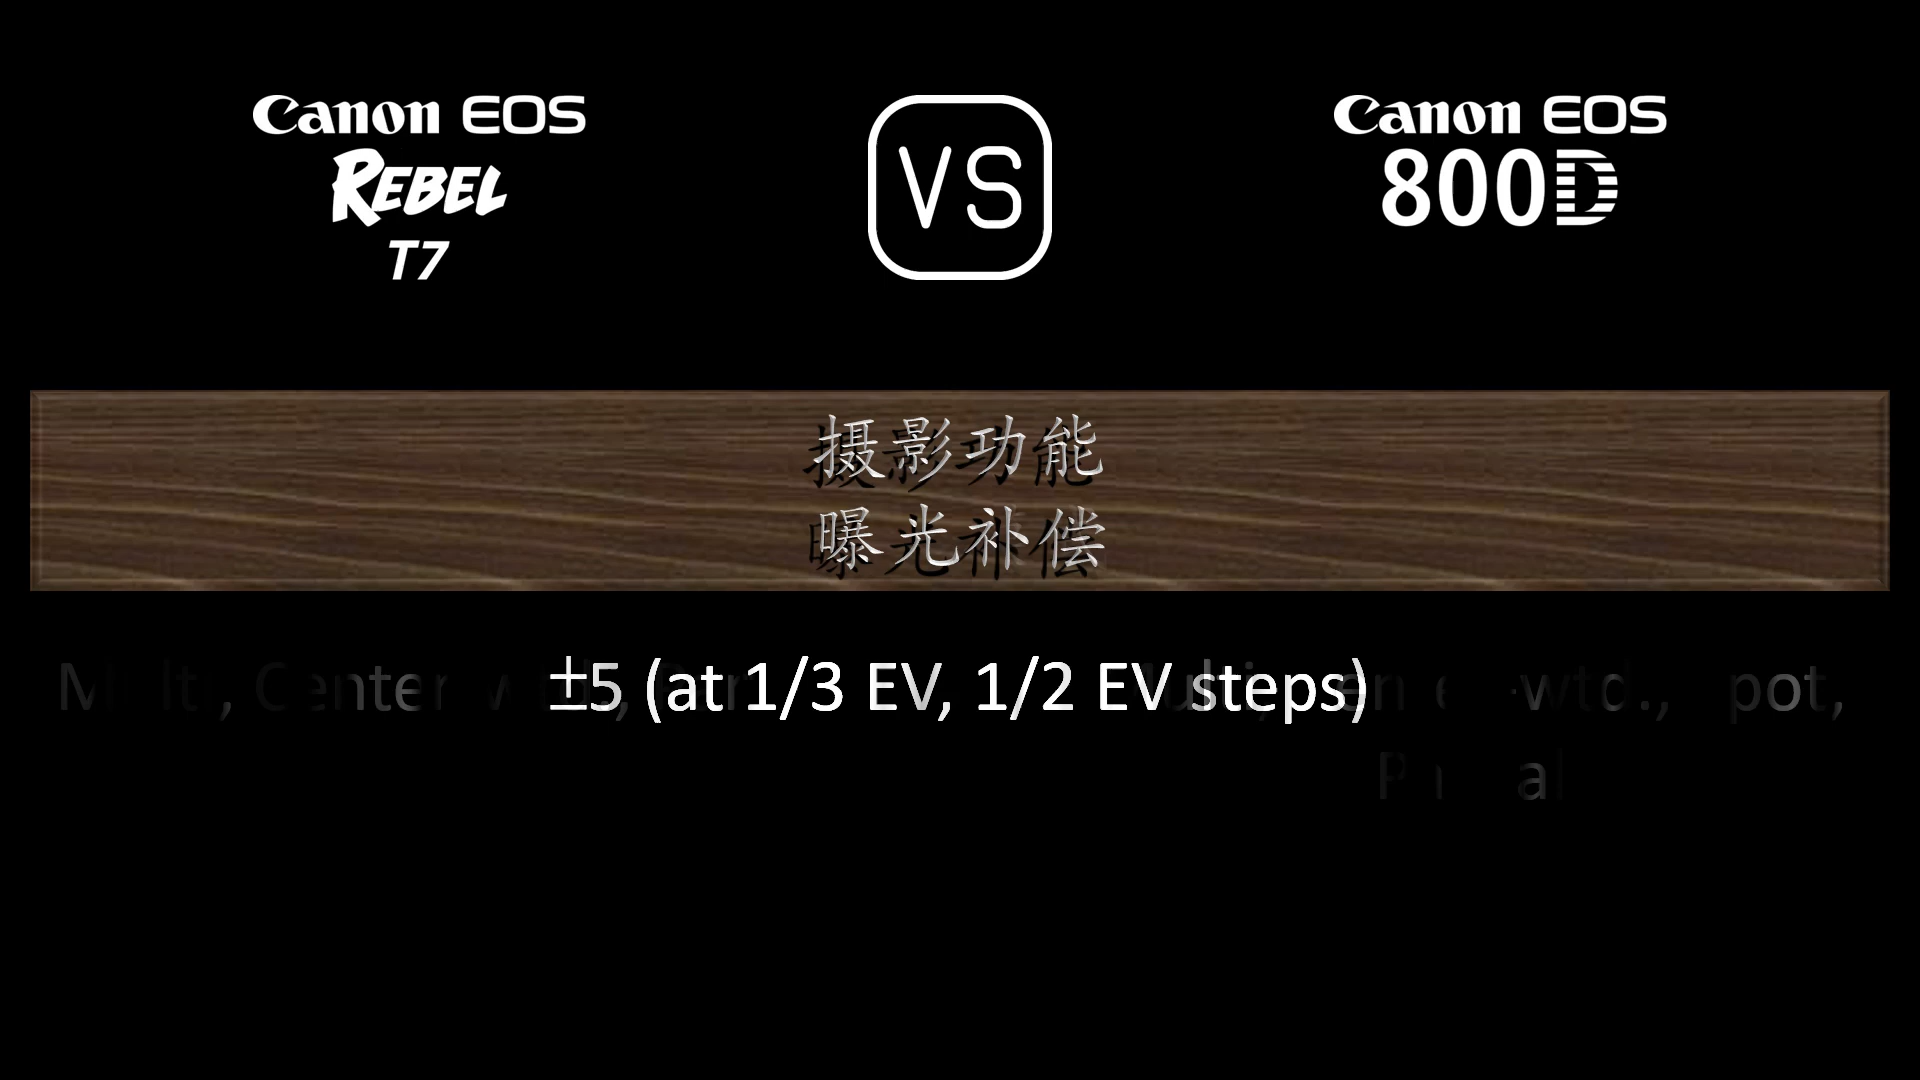 Canon EOS
REBEL
T7
VS
Canon EOS
800D
摄影功能
曝光补偿
±5 (at 1/3 EV, 1/2 EV steps)